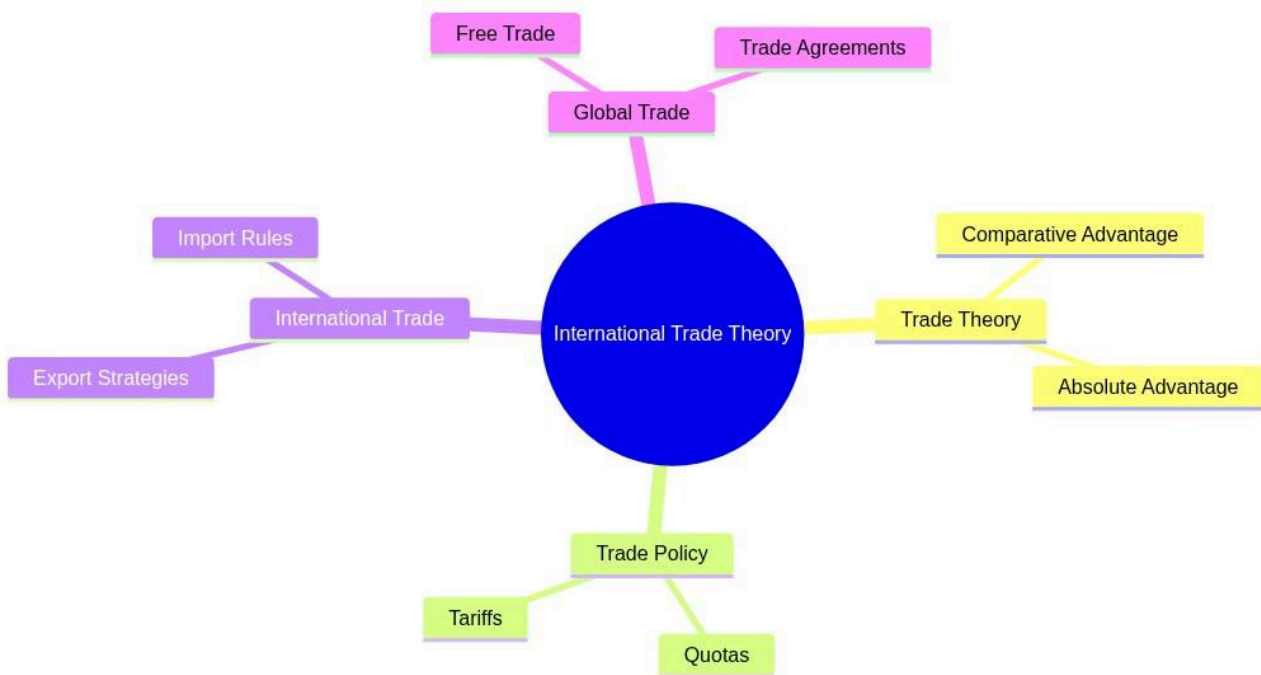 Free Trade
Trade Agreements
Global Trade
Import Rules
Comparative Advantage
International Trade
Trade Theory
International Trade Theory
Export Strategies
Absolute Advantage
Trade Policy
Tariffs
Quotas